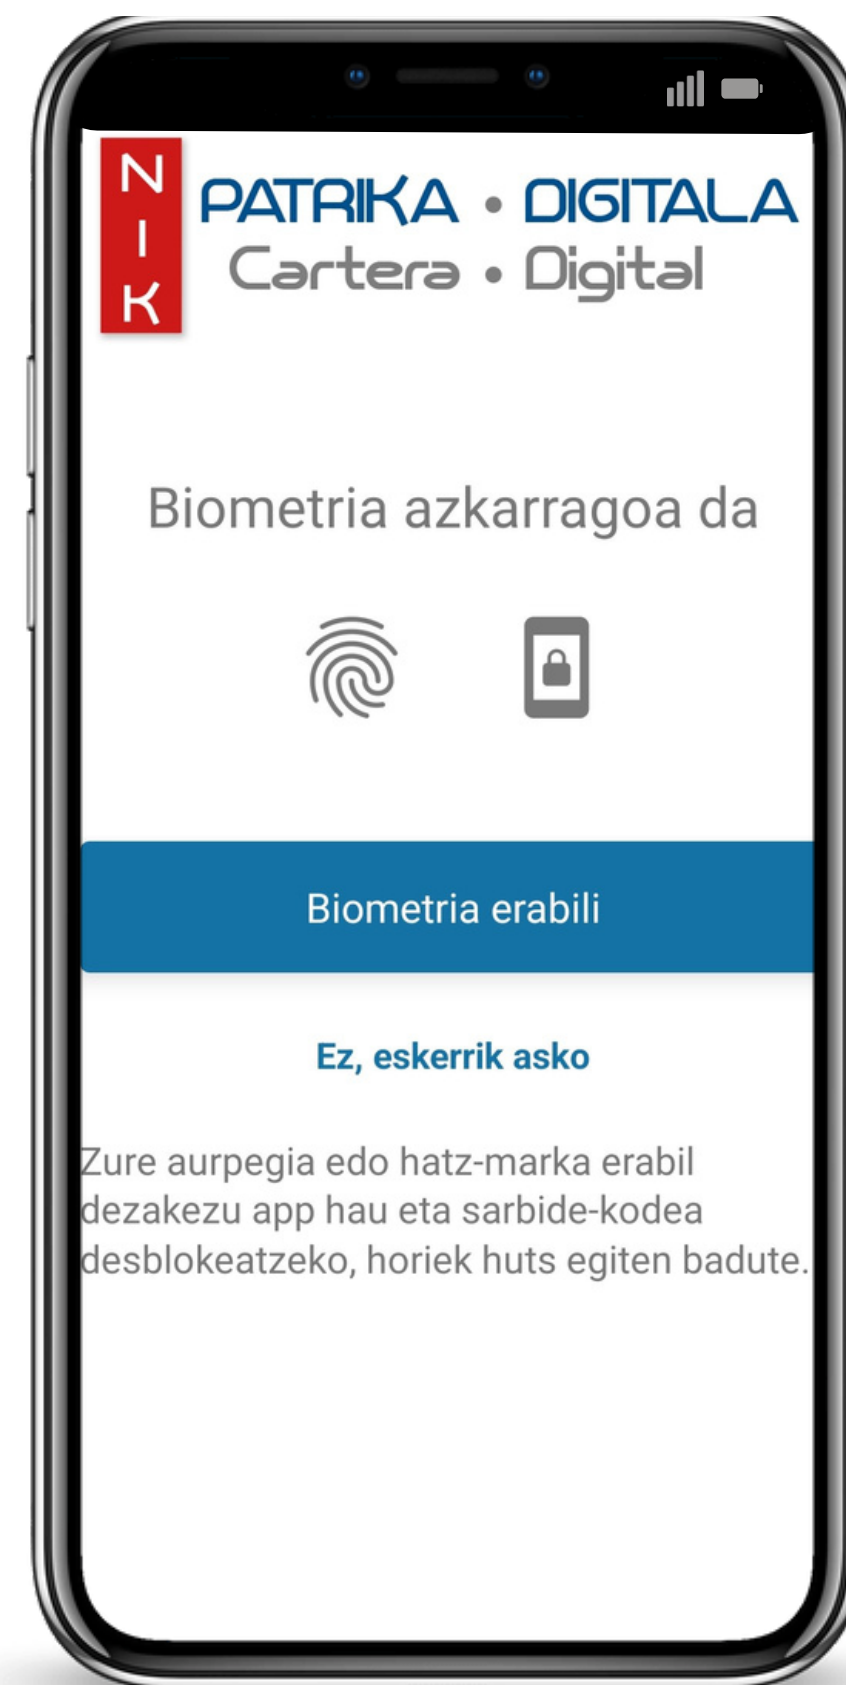 NIK
PATRIKA • DIGITALA
Cartera • Digital
Biometria azkarragoa da
Biometria erabili
Ez, eskerrik asko
Zure aurpegia edo hatz-marka erabil
dezakezu app hau eta sarbide-kodea
desblokeatzeko, horiek huts egiten badute.